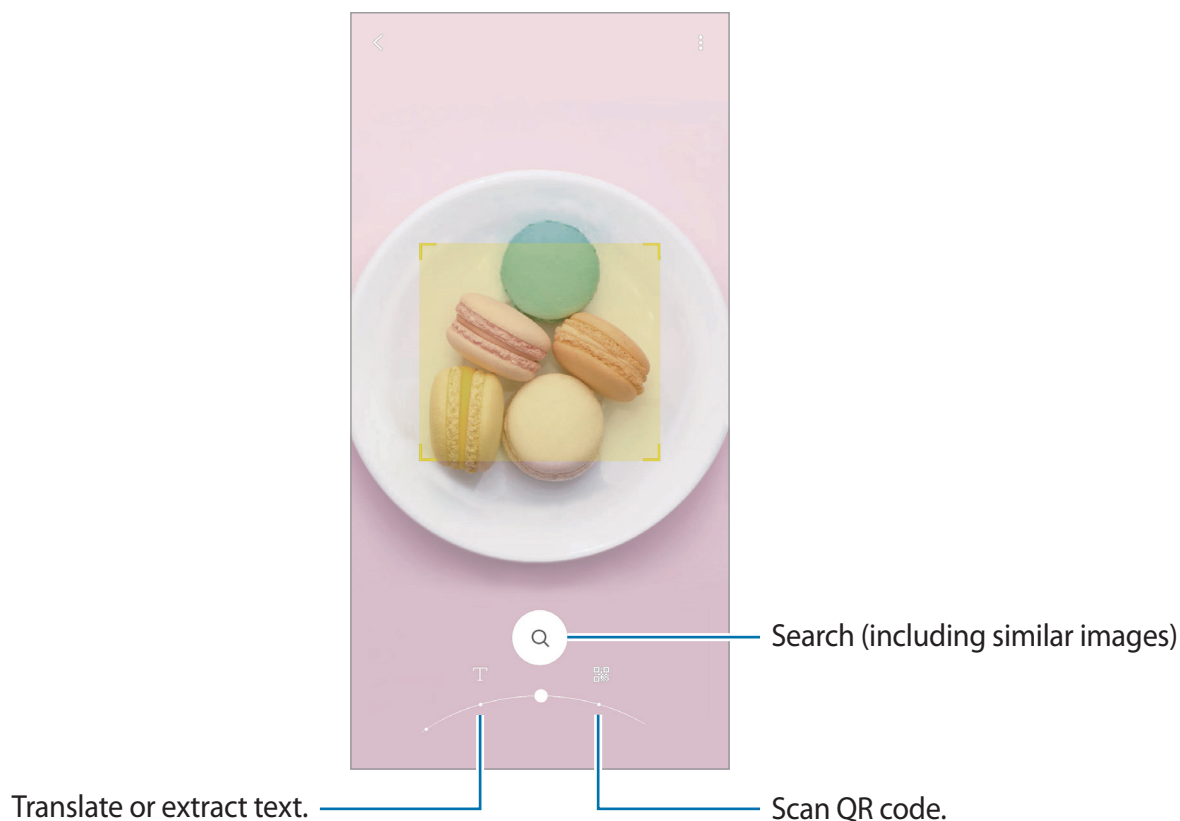 Search (including similar images)
T
Translate or extract text.
Scan QR code.